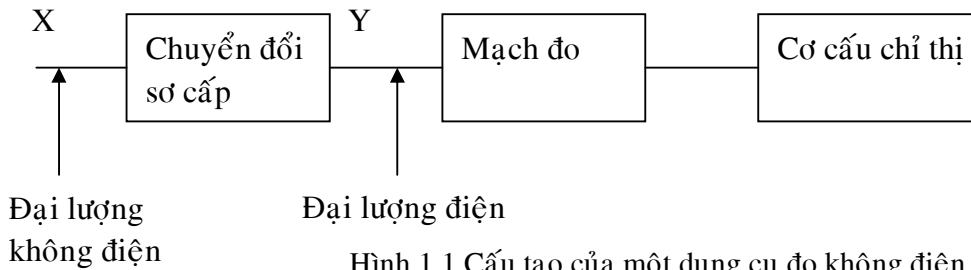 X
Chuyển đổi
sơ cấp
Y
Mạch đo
Cơ cấu chỉ thị
Đại lượng
không điện
Đại lượng điện
Hình 1.1 Cấu tạo của một dụng cụ đo không điện